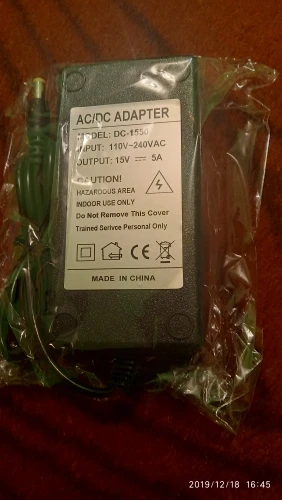 AC/DC ADAPTER
MODEL: DC-1550
INPUT: 110V~240VAC
OUTPUT: 15V ⎓ 5A
CAUTION!
HAZARDOUS AREA
INDOOR USE ONLY
Do Not Remove This Cover
Trained Serivce Personal Only
CE
MADE IN CHINA
2019/12/18 16:45